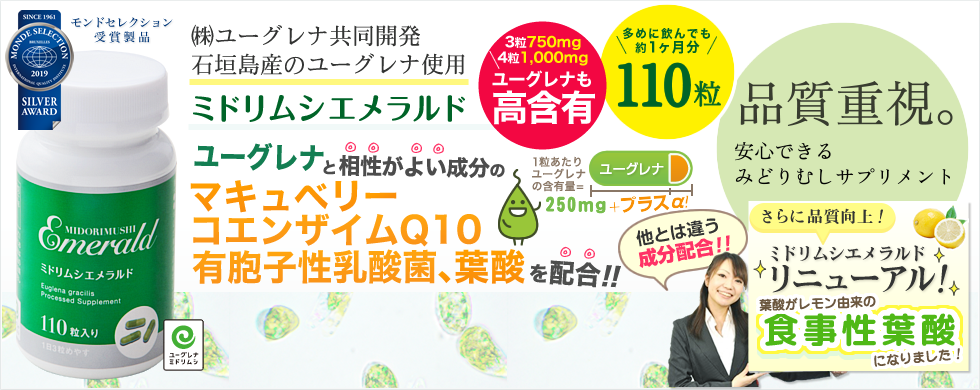 SINCE 1961
MONDE SELECTION
BRUXELLES
INTERNATIONAL QUALITY INSTITUTE
2019
SILVER
AWARD
モンドセレクション
受賞製品
㈱ユーグレナ共同開発
石垣島産のユーグレナ使用
ミドリムシエメラルド
3粒750mg
4粒1,000mg
ユーグレナも
高含有
多めに飲んでも
約1ヶ月分
110粒
品質重視。
安心できる
みどりむしサプリメント
ユーグレナと相性がよい成分の
マキュベリー
コエンザイムQ10
有胞子性乳酸菌、葉酸を配合!!
1粒あたり
ユーグレナ
の含有量=
ユーグレナ
250mg+プラスα!
他とは違う
成分配合!!
さらに品質向上!
ミドリムシエメラルド
リニューアル!
葉酸がレモン由来の
食事性葉酸
になりました!
MIDORIMUSHI
Emerald
ミドリムシエメラルド
Euglena gracilis
Processed Supplement
110粒入り
1日3粒めやす
ユーグレナ
ミドリムシ